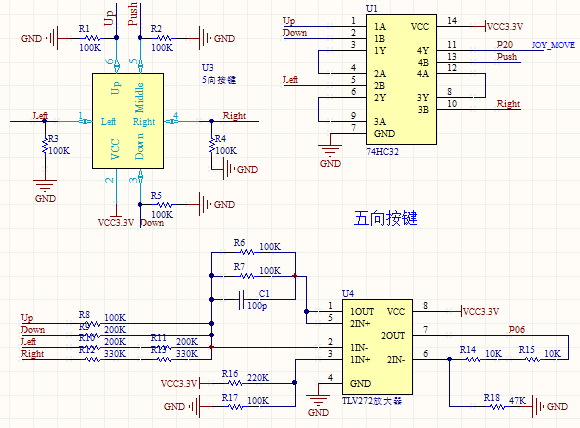 Up
Push
R1
R2
GND
100K
100K
GND
6
5
U3
5向按键
Up
Middle
Left
1
Left
Right
4
Right
R3
100K
GND
VCC
Down
R4
100K
GND
2
3
R5
100K
GND
VCC3.3V
Down
U1
Up
1
1A
VCC
14
VCC3.3V
Down
2
1B
3
1Y
4Y
11
P20
JOY_MOVE
4B
13
Push
4
2A
4A
12
Left
5
2B
6
2Y
3Y
8
3B
10
Right
9
3A
7
GND
GND
74HC32
五向按键
R6
100K
R7
100K
C1
100p
Up
R8
100K
Down
R9
200K
Left
R10
200K
R11
200K
Right
R12
330K
R13
330K
VCC3.3V
R16
220K
GND
R17
100K
U4
1
1OUT
VCC
8
VCC3.3V
5
2IN+
2OUT
7
P06
2
1IN-
3
1IN+
2IN-
6
R14
10K
R15
10K
4
GND
GND
TLV272放大器
R18
47K
GND